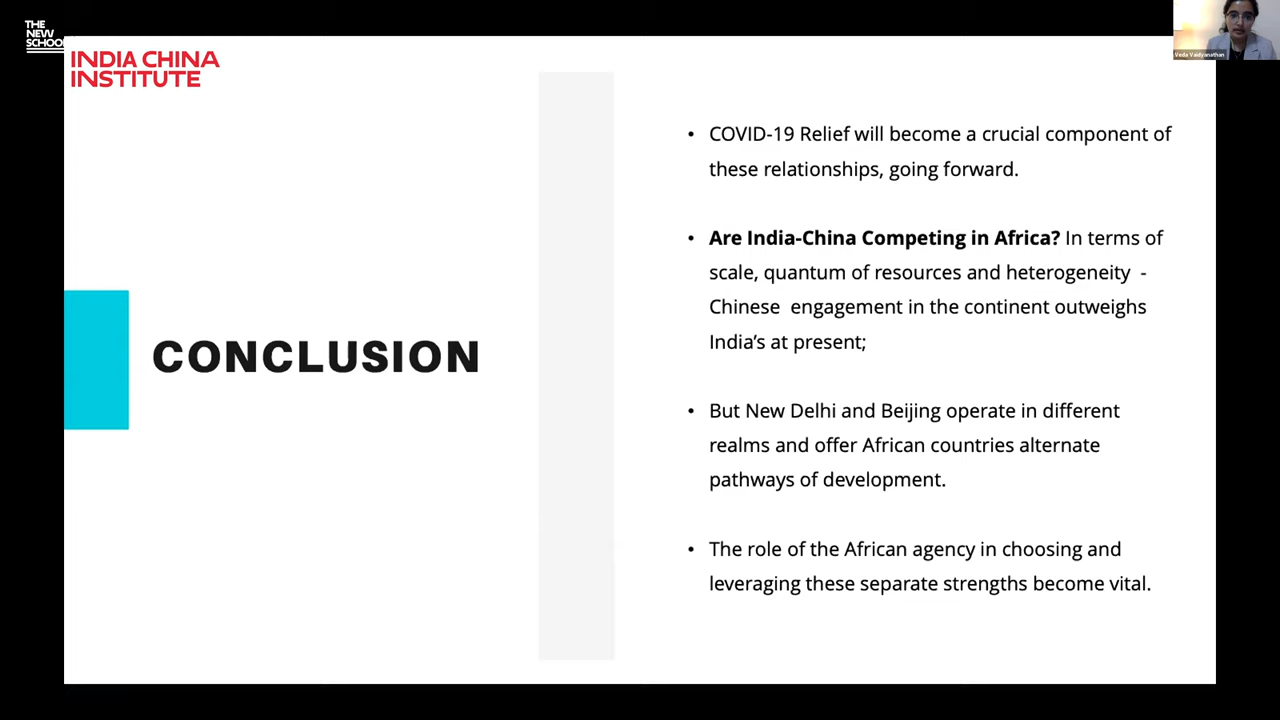 THE
NEW
SCHOOL
INDIA CHINA
INSTITUTE
Veda Vaidyanathan
CONCLUSION
• COVID-19 Relief will become a crucial component of
these relationships, going forward.
• Are India-China Competing in Africa? In terms of
scale, quantum of resources and heterogeneity -
Chinese engagement in the continent outweighs
India's at present;
• But New Delhi and Beijing operate in different
realms and offer African countries alternate
pathways of development.
• The role of the African agency in choosing and
leveraging these separate strengths become vital.